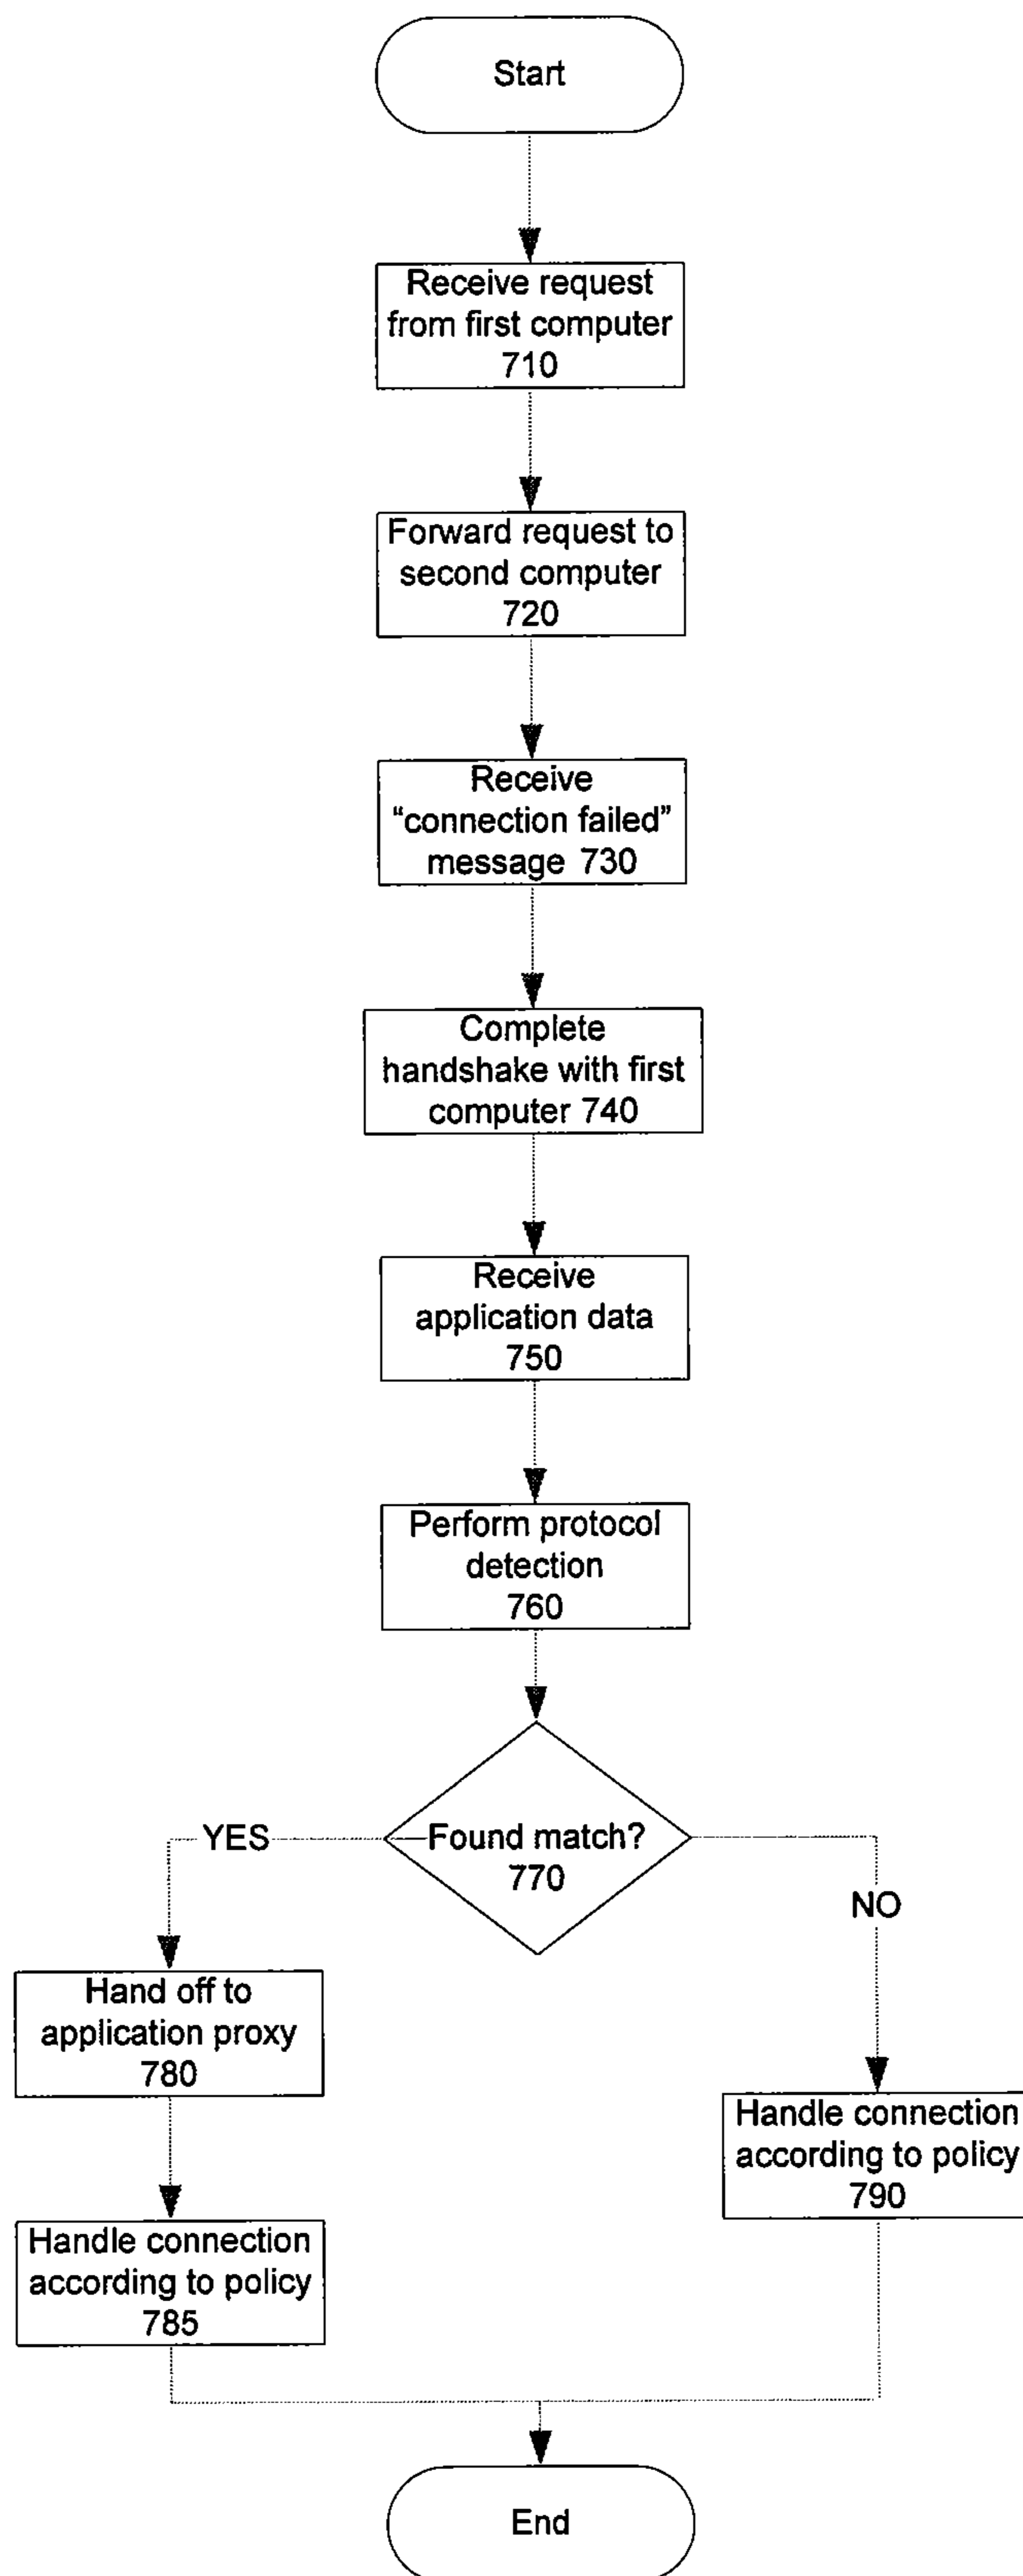 Start
Receive request
from first computer
710
Forward request to
second computer
720
Receive
“connection failed”
message 730
Complete
handshake with first
computer 740
Receive
application data
750
Perform protocol
detection
760
Found match?
770
YES
NO
Hand off to
application proxy
780
Handle connection
according to policy
790
Handle connection
according to policy
785
End